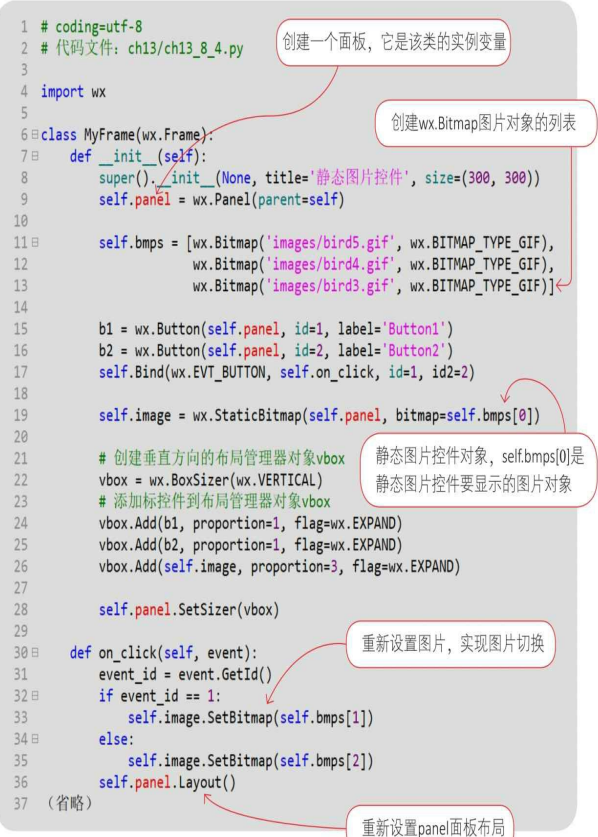 1 # coding=utf-8
2 # 代码文件：ch13/ch13_8_4.py
3
4 import wx
5
6 class MyFrame(wx.Frame):
7     def __init__(self):
8         super().__init__(None, title='静态图片控件', size=(300, 300))
9         self.panel = wx.Panel(parent=self)
10
11         self.bmps = [wx.Bitmap('images/bird5.gif', wx.BITMAP_TYPE_GIF),
12                      wx.Bitmap('images/bird4.gif', wx.BITMAP_TYPE_GIF),
13                      wx.Bitmap('images/bird3.gif', wx.BITMAP_TYPE_GIF)]
14
15         b1 = wx.Button(self.panel, id=1, label='Button1')
16         b2 = wx.Button(self.panel, id=2, label='Button2')
17         self.Bind(wx.EVT_BUTTON, self.on_click, id=1, id2=2)
18
19         self.image = wx.StaticBitmap(self.panel, bitmap=self.bmps[0])
20
21         # 创建垂直方向的布局管理器对象vbox
22         vbox = wx.BoxSizer(wx.VERTICAL)
23         # 添加标控件到布局管理器对象vbox
24         vbox.Add(b1, proportion=1, flag=wx.EXPAND)
25         vbox.Add(b2, proportion=1, flag=wx.EXPAND)
26         vbox.Add(self.image, proportion=3, flag=wx.EXPAND)
27
28         self.panel.SetSizer(vbox)
29
30     def on_click(self, event):
31         event_id = event.GetId()
32         if event_id == 1:
33             self.image.SetBitmap(self.bmps[1])
34         else:
35             self.image.SetBitmap(self.bmps[2])
36         self.panel.Layout()
37 （省略）
创建一个面板，它是该类的实例变量
创建wx.Bitmap图片对象的列表
静态图片控件对象，self.bmps[0]是
静态图片控件要显示的图片对象
重新设置图片，实现图片切换
重新设置panel面板布局